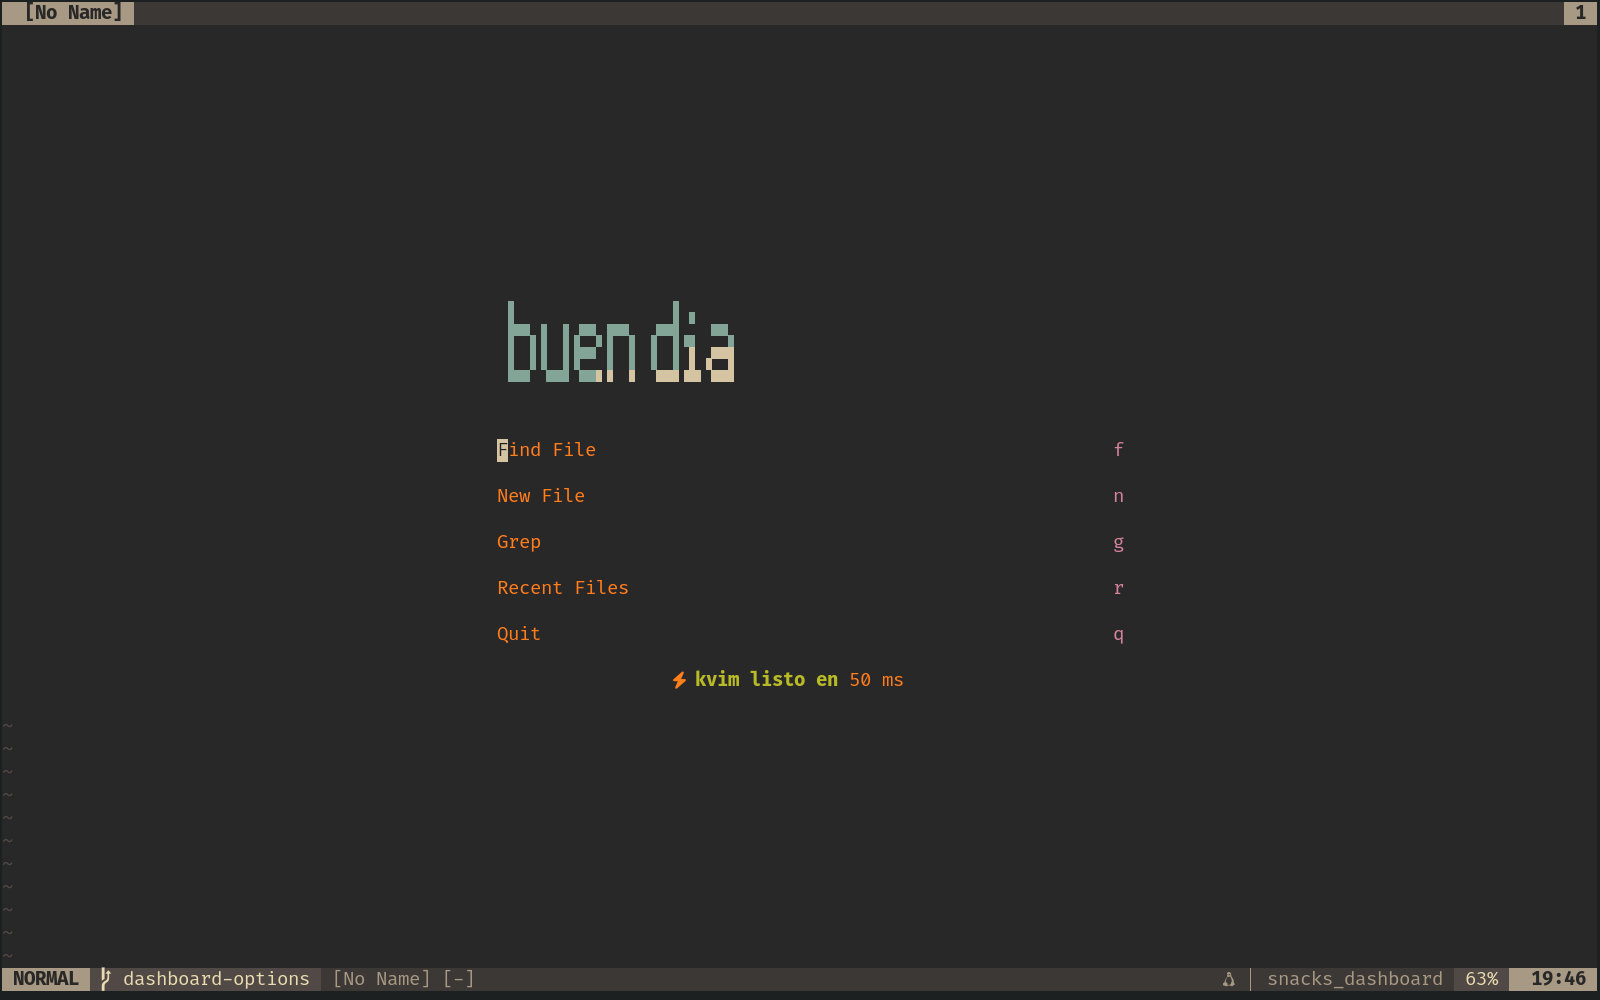 [No Name] 1
buen dia
Find File f
New File n
Grep g
Recent Files r
Quit q
kvim listo en 50 ms
~
~
~
~
~
~
~
~
~
~
~
NORMAL dashboard-options [No Name] [-] snacks_dashboard 63% 19:46